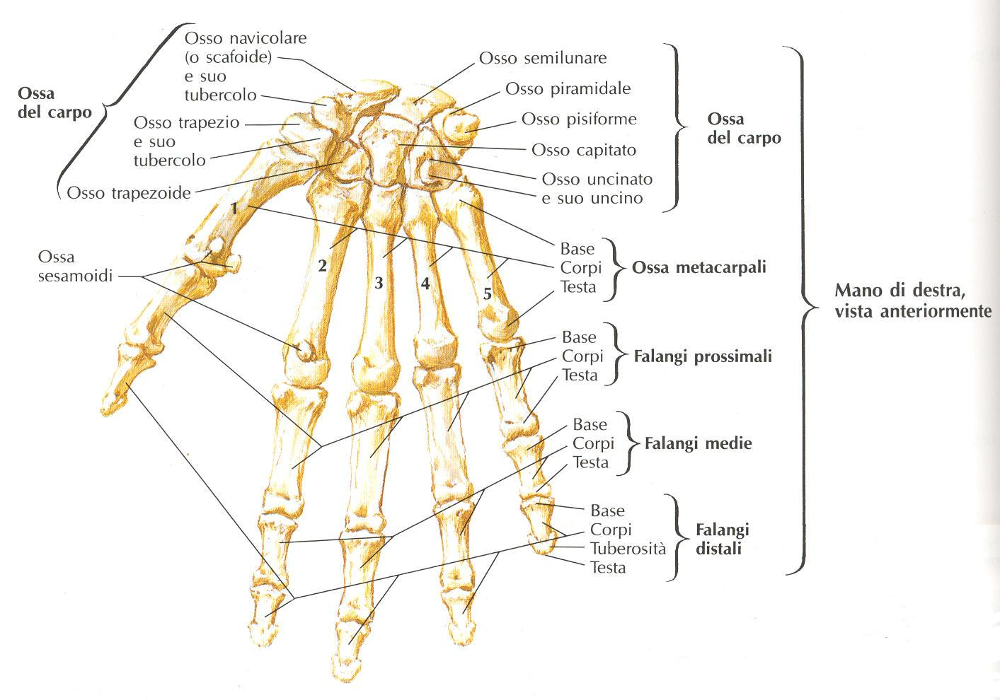 Osso navicolare
(o scafoide)
e suo
tubercolo
Ossa
del carpo
Osso trapezio
e suo
tubercolo
Osso trapezoide
Osso semilunare
Osso piramidale
Osso pisiforme
Osso capitato
Osso uncinato
e suo uncino
Ossa
del carpo
1
2
3
4
5
Ossa
sesamoidi
Base
Corpi
Testa
Ossa metacarpali
Mano di destra,
vista anteriormente
Base
Corpi
Testa
Falangi prossimali
Base
Corpi
Testa
Falangi medie
Base
Corpi
Tuberosità
Testa
Falangi
distali